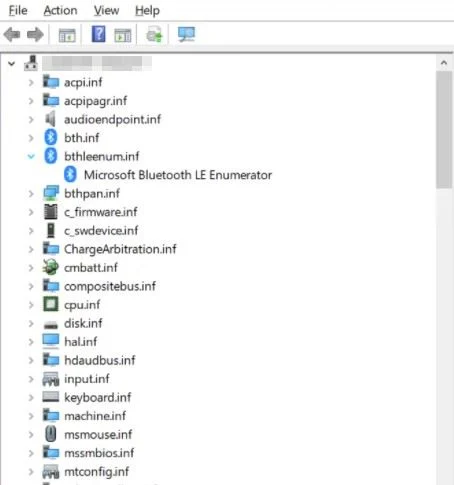 File Action View Help
acpi.inf
acpipagr.inf
audioendpoint.inf
bth.inf
bthleenum.inf
Microsoft Bluetooth LE Enumerator
bthpan.inf
c_firmware.inf
c_swdevice.inf
ChargeArbitration.inf
cmbatt.inf
compositebus.inf
cpu.inf
disk.inf
hal.inf
hdaudbus.inf
input.inf
keyboard.inf
machine.inf
msmouse.inf
mssmbios.inf
mtconfig.inf